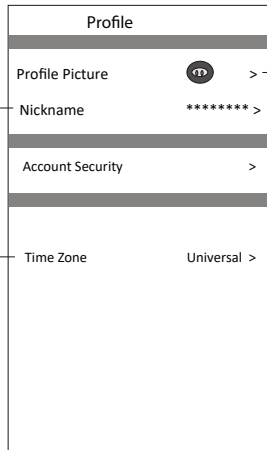 Profile
Profile Picture >
Nickname ******** >
Account Security >
Time Zone Universal >